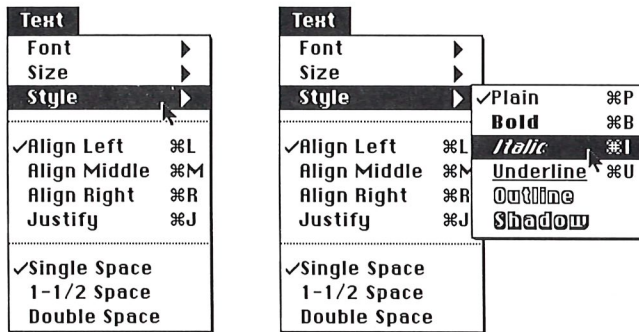 Text
Font ▶
Size ▶
Style ▶
✓Align Left ⌘L
Align Middle ⌘M
Align Right ⌘R
Justify ⌘J
✓Single Space
1-1/2 Space
Double Space
Text
Font ▶
Size ▶
Style ▶
✓Align Left ⌘L
Align Middle ⌘M
Align Right ⌘R
Justify ⌘J
✓Single Space
1-1/2 Space
Double Space
✓Plain ⌘P
Bold ⌘B
Italic ⌘I
Underline ⌘U
Outline
Shadow